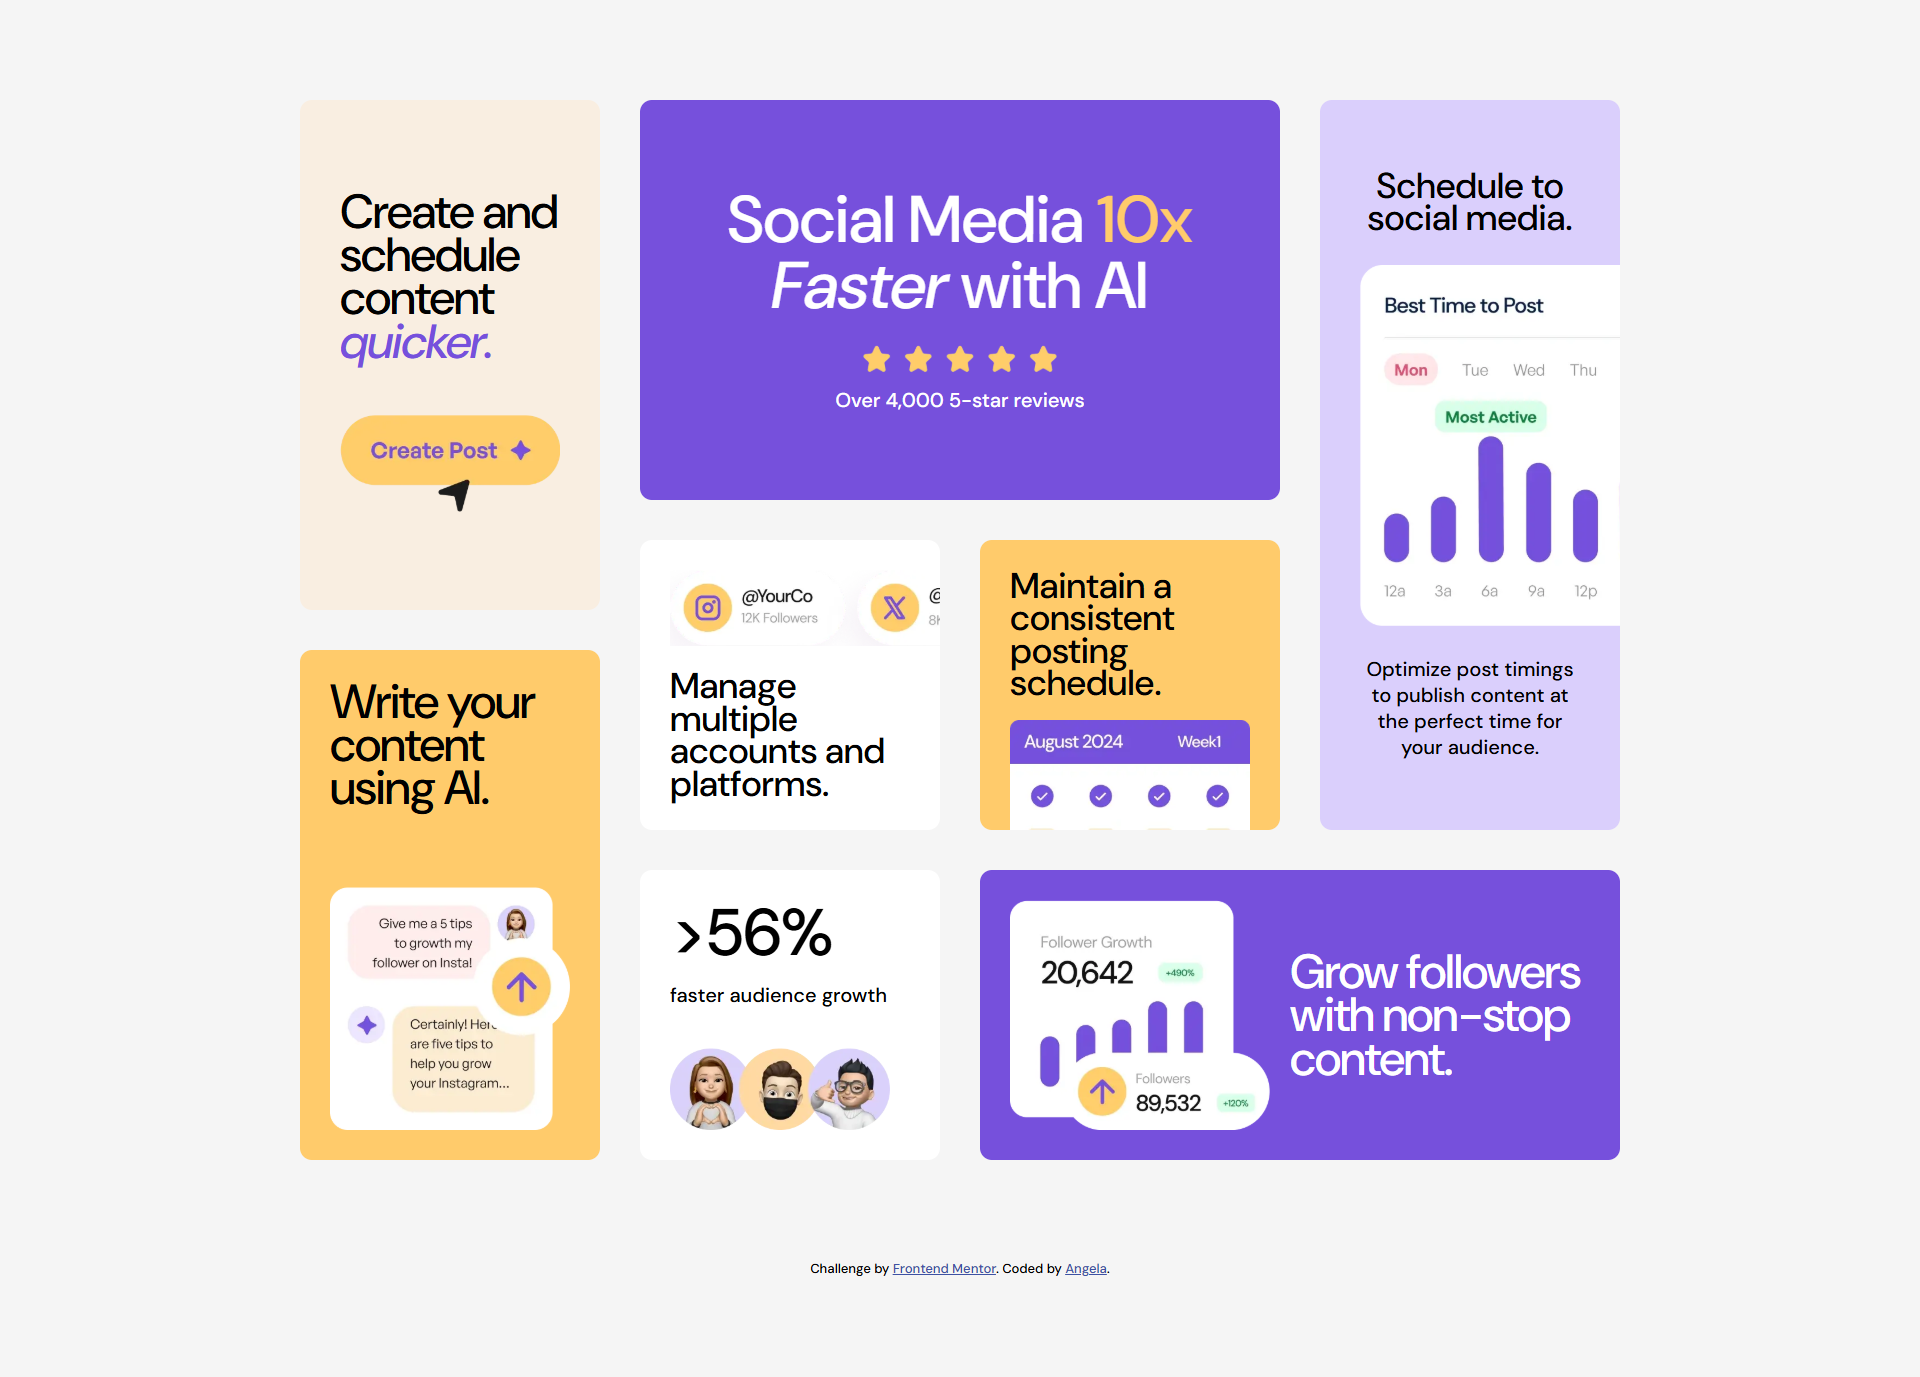 Create and
schedule
content
quicker.
Create Post
Social Media 10x
Faster with AI
Over 4,000 5-star reviews
Schedule to
social media.
Best Time to Post
Mon Tue Wed Thu
Most Active
12a 3a 6a 9a 12p
Optimize post timings
to publish content at
the perfect time for
your audience.
@YourCo
12K Followers
@
8K
Manage
multiple
accounts and
platforms.
Maintain a
consistent
posting
schedule.
August 2024 Week1
Write your
content
using AI.
Give me a 5 tips
to growth my
follower on Insta!
Certainly! Here
are five tips to
help you grow
your Instagram...
>56%
faster audience growth
Follower Growth
20,642 +490%
Followers
89,532 +120%
Grow followers
with non-stop
content.
Challenge by Frontend Mentor. Coded by Angela.